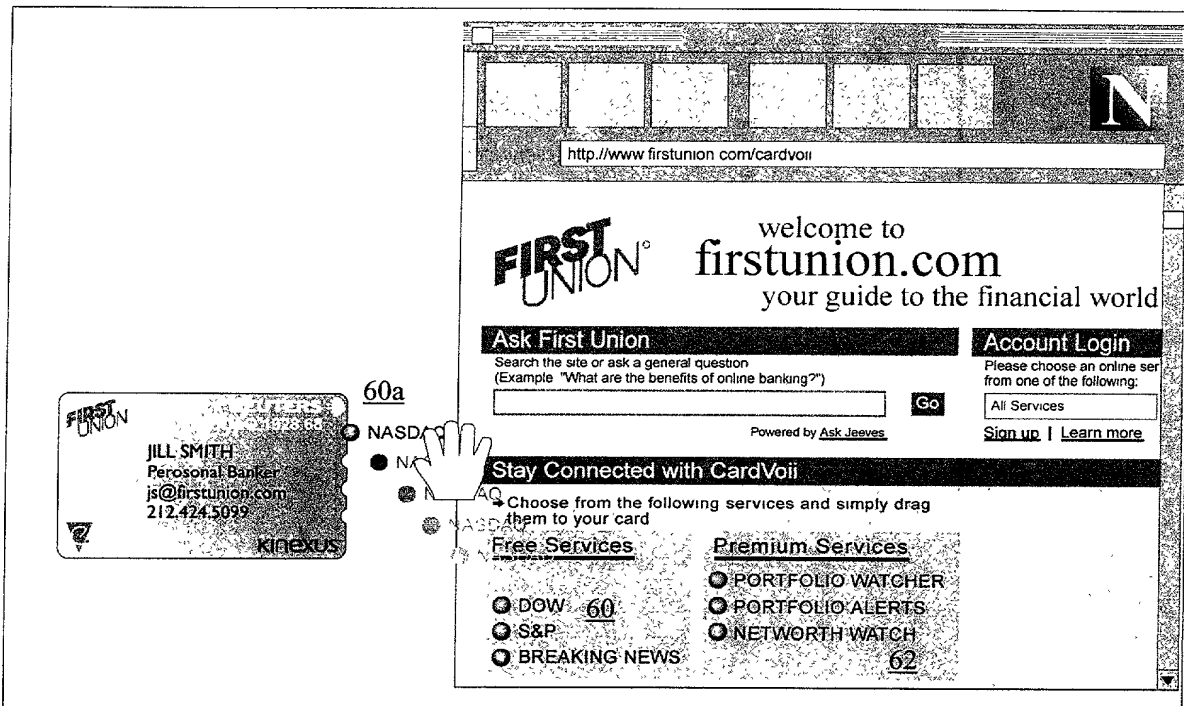 N
http.//www firstunion com/cardvoii
FIRST
UNION
welcome to
firstunion.com
your guide to the financial world
Ask First Union
Search the site or ask a general question
(Example "What are the benefits of online banking?")
Go
Powered by Ask Jeeves
Account Login
Please choose an online ser
from one of the following:
All Services
Sign up | Learn more
60a
FIRST
UNION
JILL SMITH
Perosonal Banker
js@firstunion.com
212.424.5099
KINEXUS
NASDAQ
NASDAQ
Stay Connected with CardVoii
Choose from the following services and simply drag
them to your card
Free Services
DOW 60
S&P
BREAKING NEWS
Premium Services
PORTFOLIO WATCHER
PORTFOLIO ALERTS
NETWORTH WATCH
62